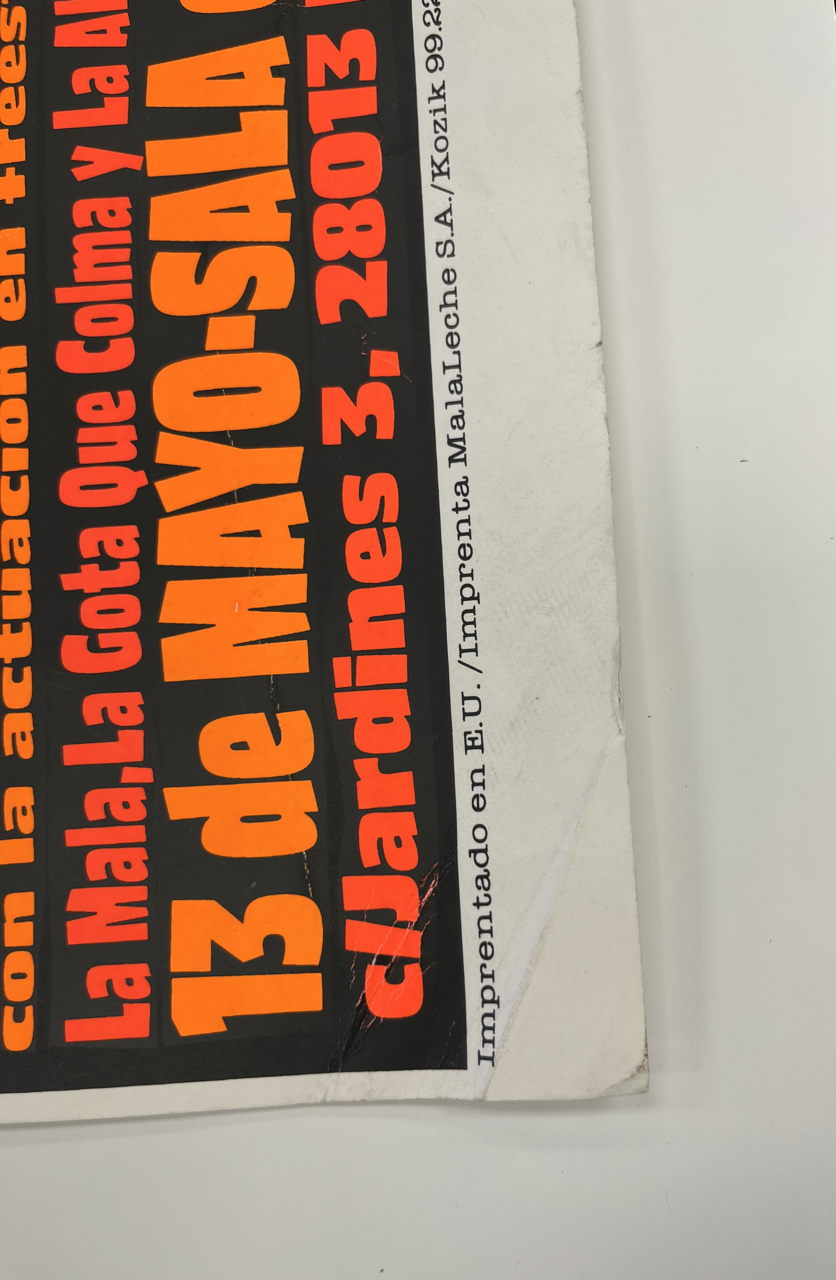 con la actuación en
La Mala,La Gota Que Colma y La
13 de MAYO-SALA
c/Jardines 3, 28013
Imprentado en E.U. /Imprenta MalaLeche S.A./Kozik 99.22